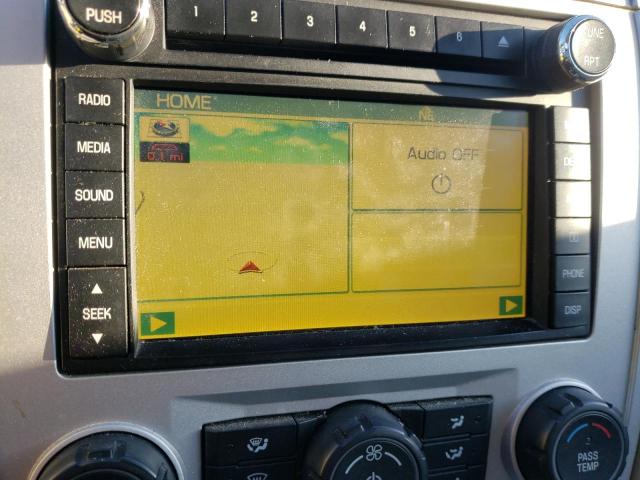 PUSH
1 2 3 4 5 6
TUNE
RPT
RADIO
MEDIA
SOUND
MENU
SEEK
HOME
NE
0.1 mi
Audio OFF
PHONE
DISP
PASS
TEMP